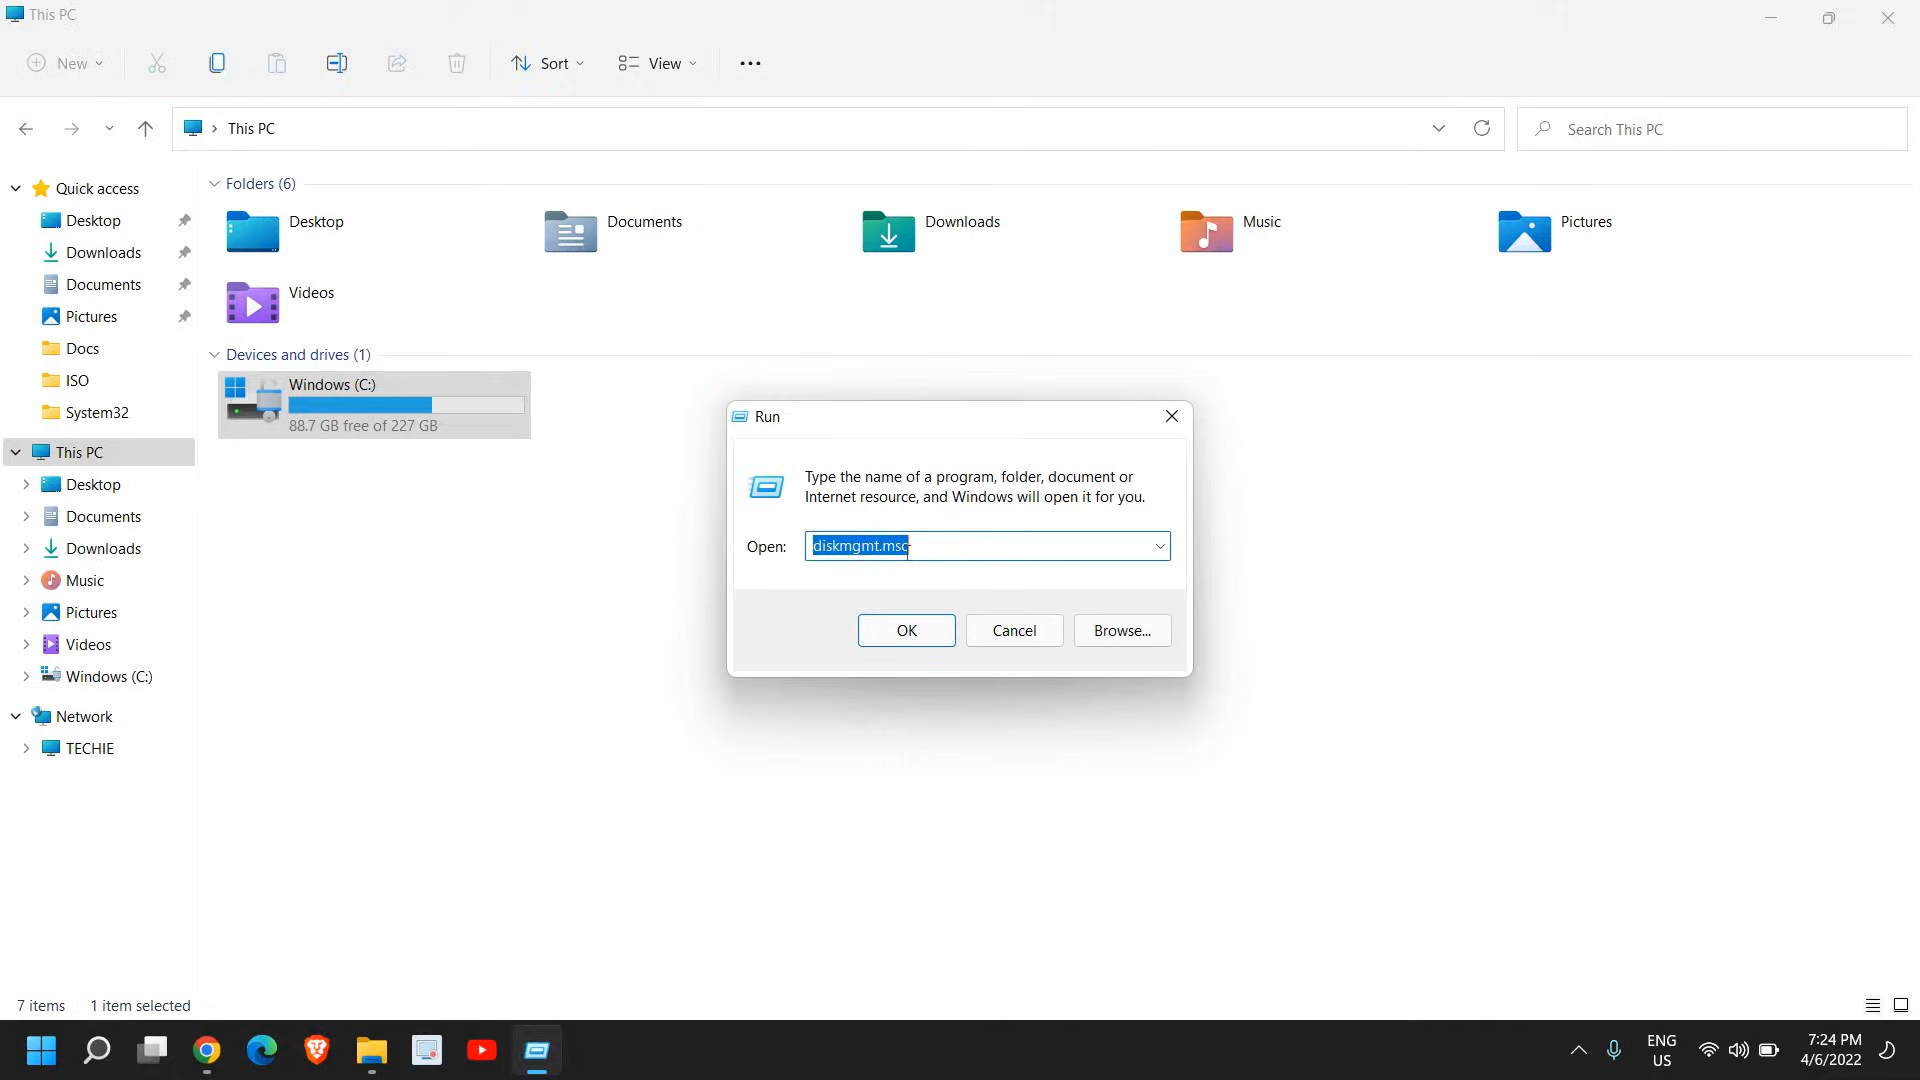 This PC
New
Sort
View
This PC
Search This PC
Quick access
Desktop
Downloads
Documents
Pictures
Docs
ISO
System32
This PC
Desktop
Documents
Downloads
Music
Pictures
Videos
Windows (C:)
Network
TECHIE
Folders (6)
Desktop
Documents
Downloads
Music
Pictures
Videos
Devices and drives (1)
Windows (C:)
88.7 GB free of 227 GB
Run
Type the name of a program, folder, document or
Internet resource, and Windows will open it for you.
Open: diskmgmt.msc
OK Cancel Browse...
7 items 1 item selected
ENG
US
7:24 PM
4/6/2022